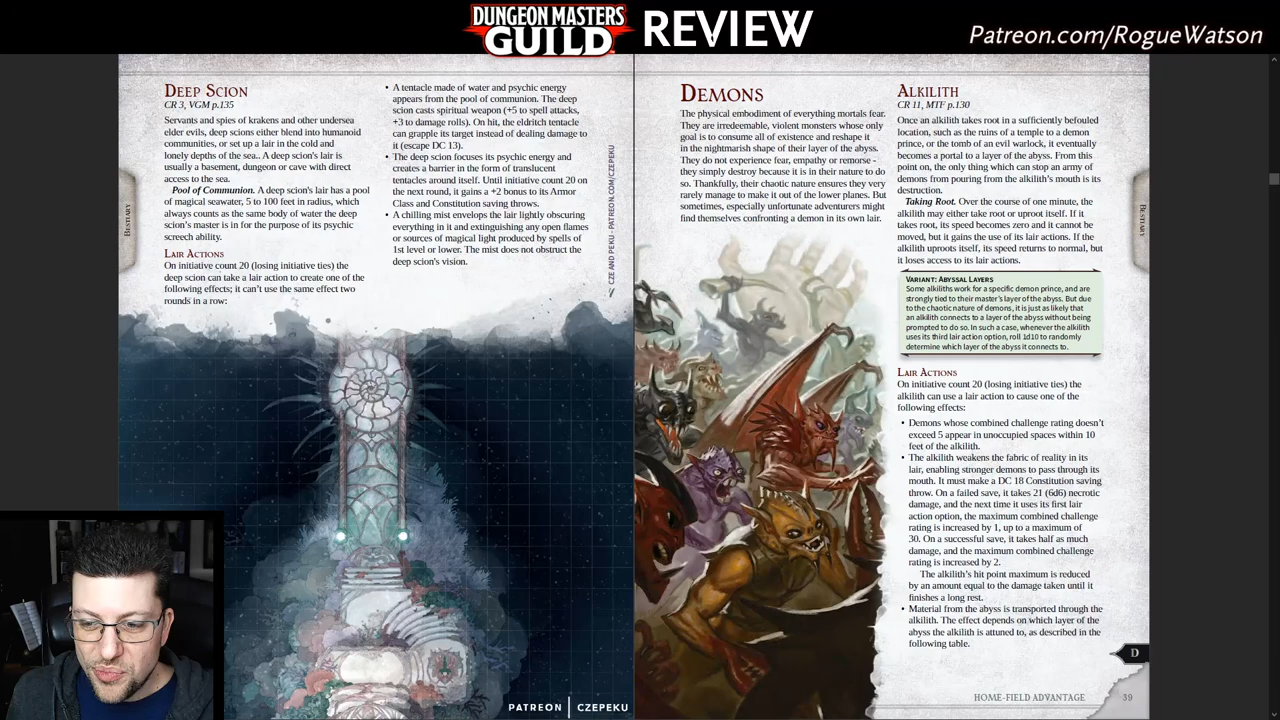 DUNGEON MASTERS
GUILD
REVIEW
Patreon.com/RogueWatson
BESTIARY
DEEP SCION
CR 3, VGM p.135
Servants and spies of krakens and other undersea
elder evils, deep scions either blend into humanoid
communities, or set up a lair in the cold and
lonely depths of the sea.. A deep scion's lair is
usually a basement, dungeon or cave with direct
access to the sea.
Pool of Communion. A deep scion's lair has a pool
of magical seawater, 5 to 100 feet in radius, which
always counts as the same body of water the deep
scion's master is in for the purpose of its psychic
screech ability.
LAIR ACTIONS
On initiative count 20 (losing initiative ties) the
deep scion can take a lair action to create one of the
following effects; it can't use the same effect two
rounds in a row:
• A tentacle made of water and psychic energy
appears from the pool of communion. The deep
scion casts spiritual weapon (+5 to spell attacks,
+3 to damage rolls). On hit, the eldritch tentacle
can grapple its target instead of dealing damage to
it (escape DC 13).
• The deep scion focuses its psychic energy and
creates a barrier in the form of translucent
tentacles around itself. Until initiative count 20 on
the next round, it gains a +2 bonus to its Armor
Class and Constitution saving throws.
• A chilling mist envelops the lair lightly obscuring
everything in it and extinguishing any open flames
or sources of magical light produced by spells of
1st level or lower. The mist does not obstruct the
deep scion's vision.
CZE AND PEKU - PATREON.COM/CZEPEKU
PATREON | CZEPEKU
DEMONS
The physical embodiment of everything mortals fear.
They are irredeemable, violent monsters whose only
goal is to consume all of existence and reshape it
in the nightmarish shape of their layer of the abyss.
They do not experience fear, empathy or remorse -
they simply destroy because it is in their nature to do
so. Thankfully, their chaotic nature ensures they very
rarely manage to make it out of the lower planes. But
sometimes, especially unfortunate adventurers might
find themselves confronting a demon in its own lair.
ALKILITH
CR 11, MTF p.130
Once an alkilith takes root in a sufficiently befouled
location, such as the ruins of a temple to a demon
prince, or the tomb of an evil warlock, it eventually
becomes a portal to a layer of the abyss. From this
point on, the only thing which can stop an army of
demons from pouring from the alkilith's mouth is its
destruction.
Taking Root. Over the course of one minute, the
alkilith may either take root or uproot itself. If it
takes root, its speed becomes zero and it cannot be
moved, but it gains the use of its lair actions. If the
alkilith uproots itself, its speed returns to normal, but
it loses access to its lair actions.
VARIANT: ABYSSAL LAYERS
Some alkiliths work for a specific demon prince, and are
strongly tied to their master's layer of the abyss. But due
to the chaotic nature of demons, it is just as likely that
an alkilith connects to a layer of the abyss without being
prompted to do so. In such a case, whenever the alkilith
uses its third lair action option, roll 1d10 to randomly
determine which layer of the abyss it connects to.
LAIR ACTIONS
On initiative count 20 (losing initiative ties) the
alkilith can use a lair action to cause one of the
following effects:
• Demons whose combined challenge rating doesn't
exceed 5 appear in unoccupied spaces within 10
feet of the alkilith.
• The alkilith weakens the fabric of reality in its
lair, enabling stronger demons to pass through its
mouth. It must make a DC 18 Constitution saving
throw. On a failed save, it takes 21 (6d6) necrotic
damage, and the next time it uses its first lair
action option, the maximum combined challenge
rating is increased by 1, up to a maximum of
30. On a successful save, it takes half as much
damage, and the maximum combined challenge
rating is increased by 2.
The alkilith's hit point maximum is reduced
by an amount equal to the damage taken until it
finishes a long rest.
• Material from the abyss is transported through the
alkilith. The effect depends on which layer of the
abyss the alkilith is attuned to, as described in the
following table.
BESTIARY
D
HOME-FIELD ADVANTAGE
39